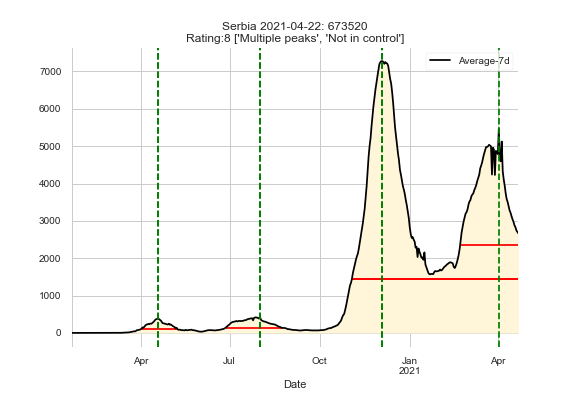 Serbia 2021-04-22: 673520
Rating:8 ['Multiple peaks', 'Not in control']
Average-7d
7000
6000
5000
4000
3000
2000
1000
0
Apr
Jul
Oct
Jan
2021
Apr
Date